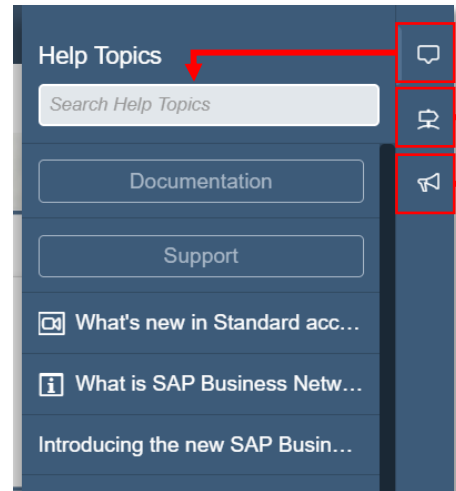 Help Topics
Search Help Topics
Documentation
Support
What's new in Standard acc...
What is SAP Business Netw...
Introducing the new SAP Busin...